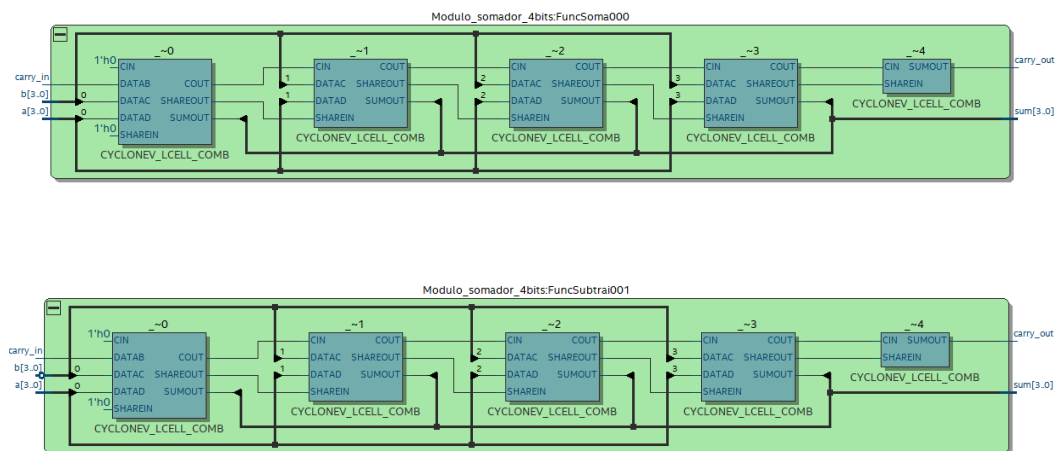 Modulo_somador_4bits:FuncSoma000
_~0 _~1 _~2 _~3 _~4
1'h0 CIN CIN COUT CIN COUT CIN COUT CIN SUMOUT carry_out
carry_in DATAB COUT 1 DATAC SHAREOUT 2 DATAC SHAREOUT 3 DATAC SHAREOUT SHAREIN
b[3..0] 0 DATAC SHAREOUT 1 DATAD SUMOUT 2 DATAD SUMOUT 3 DATAD SUMOUT CYCLONEV_LCELL_COMB
a[3..0] 0 DATAD SUMOUT SHAREIN SHAREIN SHAREIN sum[3..0]
1'h0 SHAREIN CYCLONEV_LCELL_COMB CYCLONEV_LCELL_COMB CYCLONEV_LCELL_COMB
CYCLONEV_LCELL_COMB
Modulo_somador_4bits:FuncSubtrai001
_~0 _~1 _~2 _~3 _~4
1'h0 CIN CIN COUT CIN COUT CIN COUT CIN SUMOUT carry_out
carry_in DATAB COUT 1 DATAC SHAREOUT 2 DATAC SHAREOUT 3 DATAC SHAREOUT SHAREIN
b[3..0] 0 DATAC SHAREOUT 1 DATAD SUMOUT 2 DATAD SUMOUT 3 DATAD SUMOUT CYCLONEV_LCELL_COMB
a[3..0] 0 DATAD SUMOUT SHAREIN SHAREIN SHAREIN sum[3..0]
1'h0 SHAREIN CYCLONEV_LCELL_COMB CYCLONEV_LCELL_COMB CYCLONEV_LCELL_COMB
CYCLONEV_LCELL_COMB